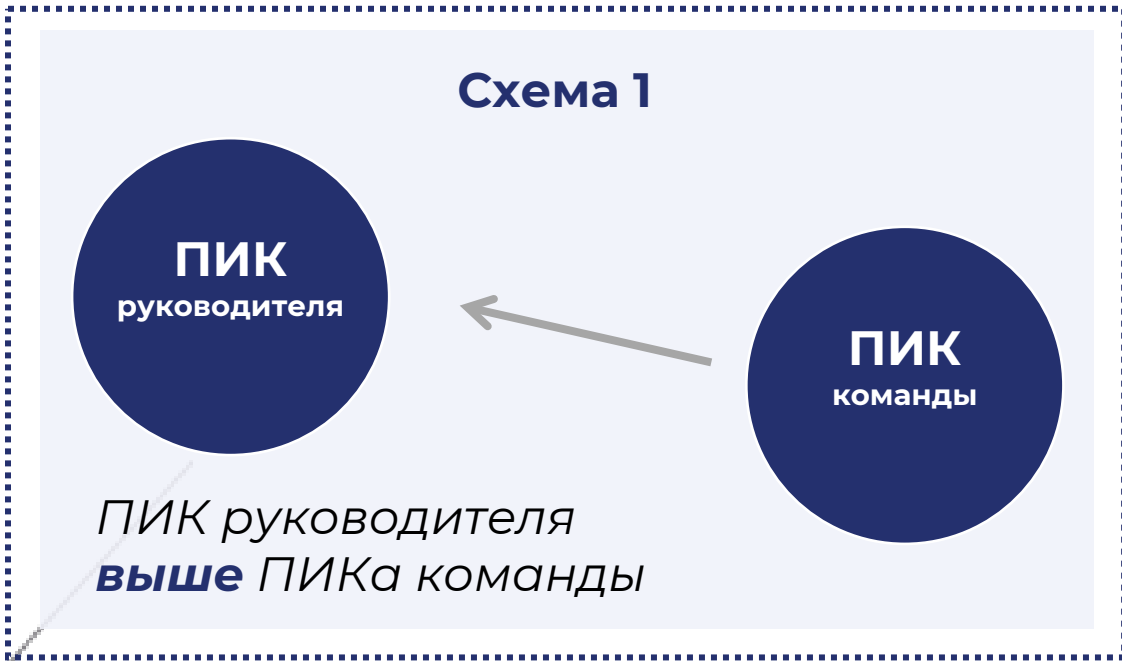 Схема 1
ПИК
руководителя
ПИК
команды
ПИК руководителя
выше ПИКа команды